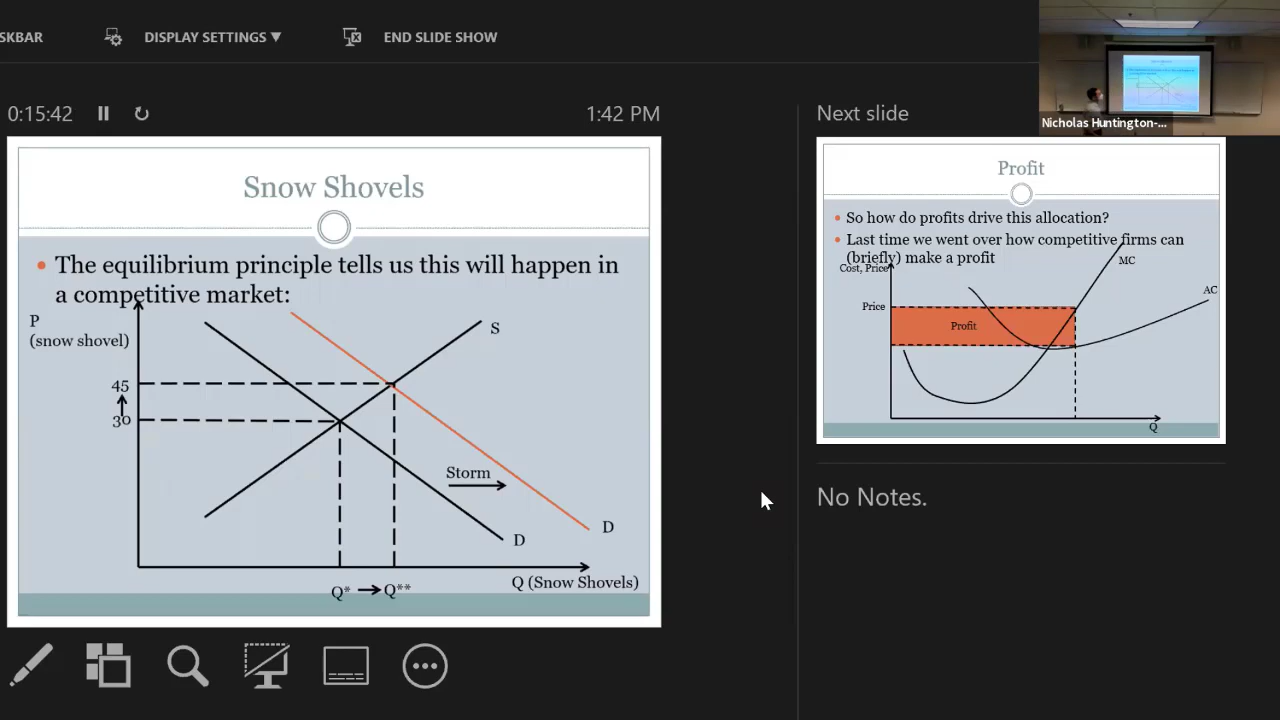 SKBAR
DISPLAY SETTINGS ▼
END SLIDE SHOW
Nicholas Huntington-...
0:15:42
1:42 PM
Next slide
Snow Shovels
• The equilibrium principle tells us this will happen in
a competitive market:
P
(snow shovel)
S
45
30
Storm
D
D
Q* → Q**
Q (Snow Shovels)
Profit
• So how do profits drive this allocation?
• Last time we went over how competitive firms can
(briefly) make a profit
Cost, Price
MC
AC
Price
Profit
Q
No Notes.